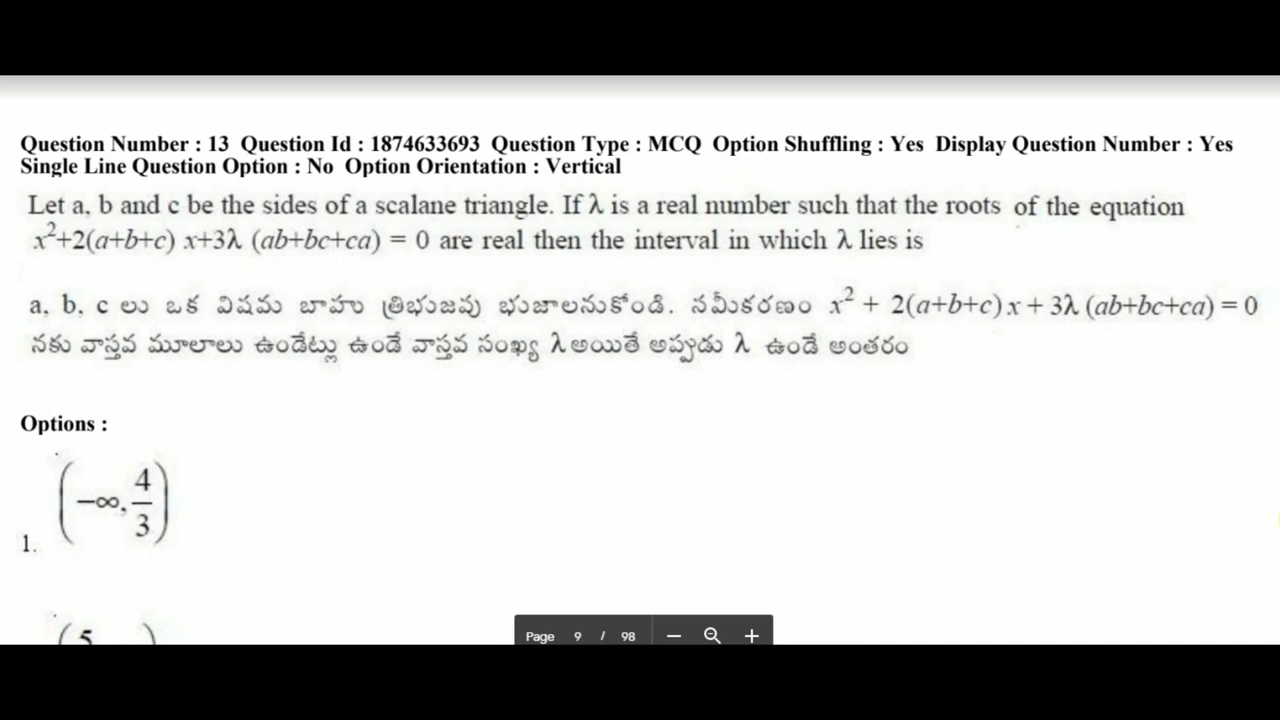 Question Number : 13 Question Id : 1874633693 Question Type : MCQ Option Shuffling : Yes Display Question Number : Yes
Single Line Question Option : No Option Orientation : Vertical
Let a, b and c be the sides of a scalane triangle. If λ is a real number such that the roots of the equation
x²+2(a+b+c) x+3λ (ab+bc+ca) = 0 are real then the interval in which λ lies is
a, b, c లు ఒక విషమ బాహు త్రిభుజపు భుజాలనుకోండి. సమీకరణం x² + 2(a+b+c) x + 3λ (ab+bc+ca) = 0
నకు వాస్తవ మూలాలు ఉండేట్లు ఉండే వాస్తవ సంఖ్య λ అయితే అప్పుడు λ ఉండే అంతరం
Options :
(-∞, 4/3)
1.
(5
Page 9 / 98 — +